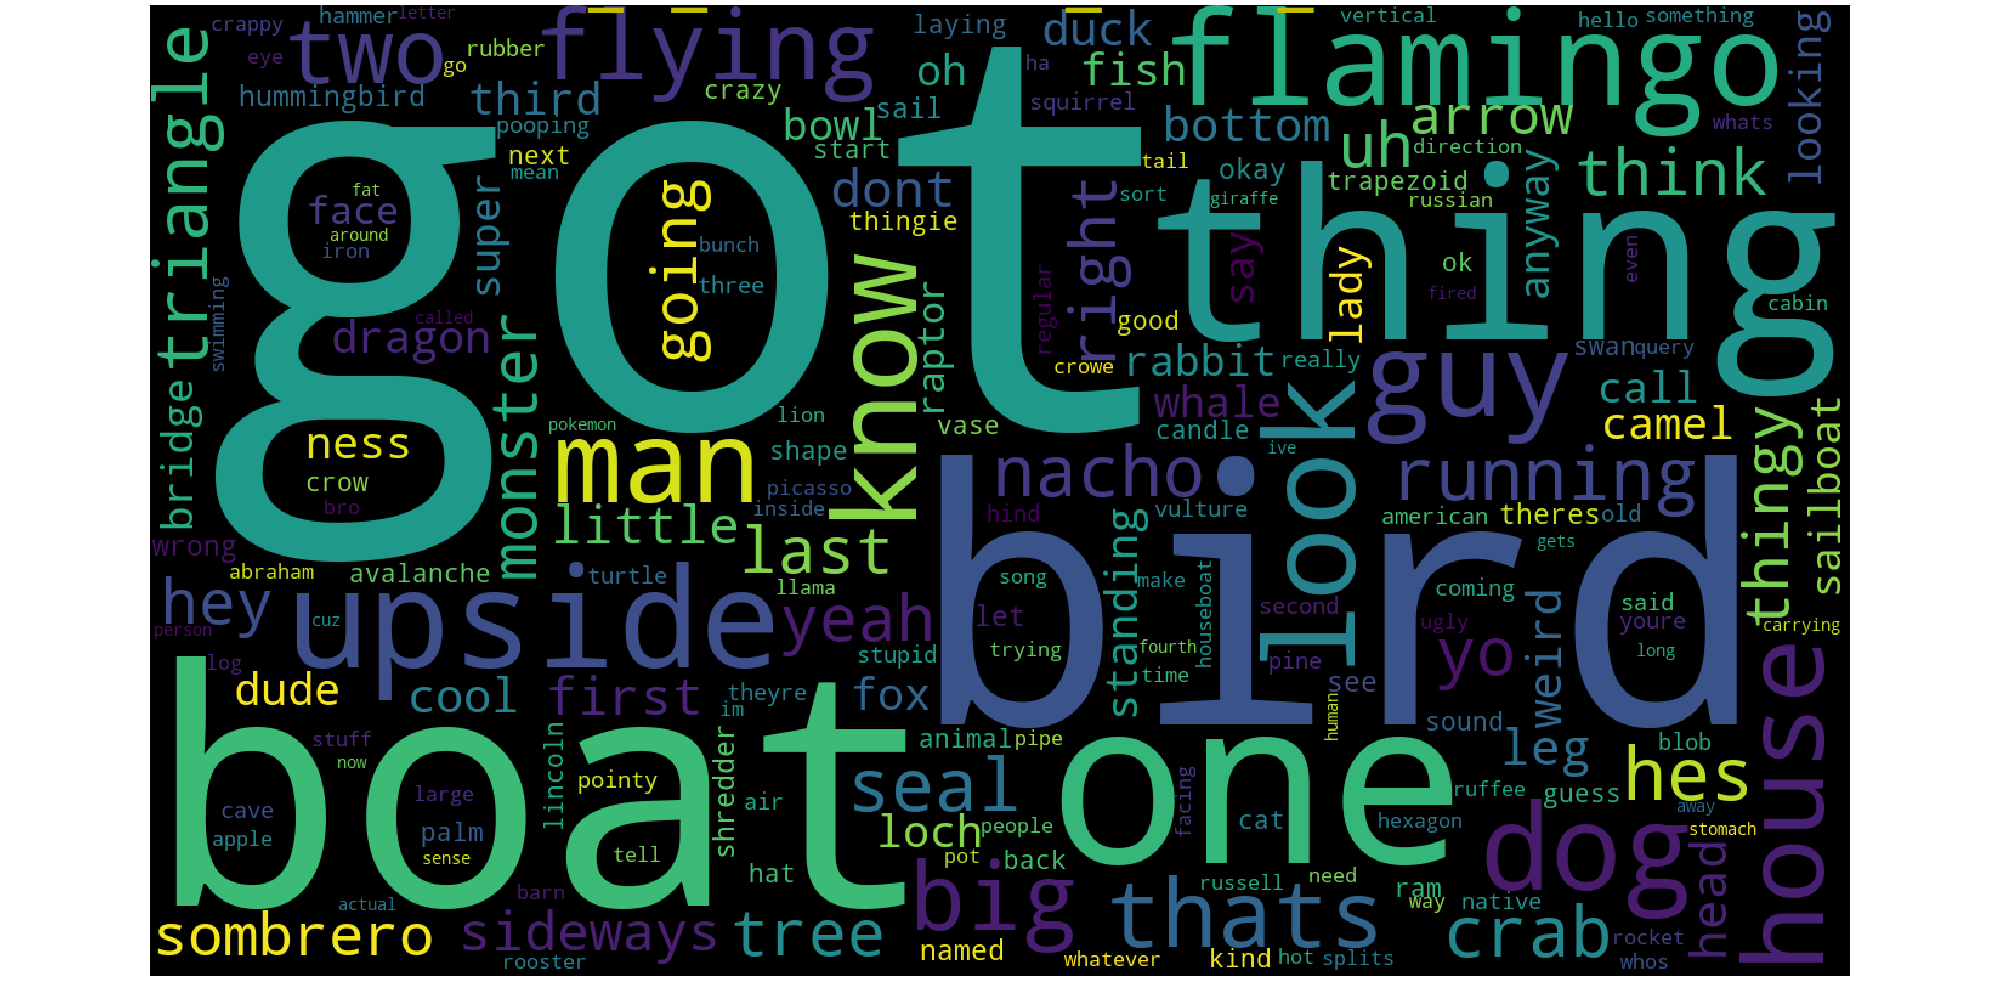 crappy
hammer
letter
two
flying
laying
duck
flamingo
vertical
hello
something
looking
eye
rubber
go
oh
ha
fish
hummingbird
third
crazy
sail
squirrel
arrow
whats
triangle
pooping
bowl
bottom
uh
direction
next
start
tail
think
mean
super
got
thing
fat
face
around
iron
going
bunch
three
dont
thingie
right
sort
okay
giraffe
trapezoid
russian
anyway
say
lady
ok
even
fired
cabin
swimming
called
dragon
know
raptor
regular
good
crowe
rabbit
really
guy
swan
query
bridge
monster
pokemon
lion
vase
whale
candle
look
call
camel
ness
man
shape
ive
crow
picasso
nacho
running
thingy
sailboat
bro
inside
hind
vulture
american
theres
old
little
last
standing
bird
gets
wrong
abraham
avalanche
turtle
llama
song
make
houseboat
coming
weird
said
hey
upside
cuz
yeah
let
second
ugly
youre
carrying
person
trying
fourth
long
log
stupid
time
pine
see
yo
house
dude
cool
first
theyre
im
fox
human
sound
leg
boat
stuff
now
lincoln
shredder
animal
pipe
one
blob
pointy
air
seal
facing
ruffee
guess
hes
away
cave
large
apple
palm
sense
tell
loch
people
cat
hexagon
dog
stomach
hat
pot
back
head
barn
big
russell
need
ram
way
native
actual
sombrero
sideways
tree
thats
crab
rocket
rooster
named
whatever
kind
hot
splits
whos